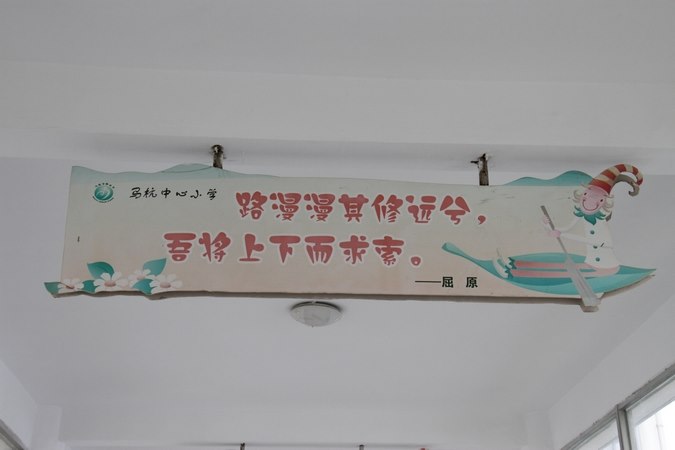 马杭中心小学
路漫漫其修远兮，
吾将上下而求索。
——屈原